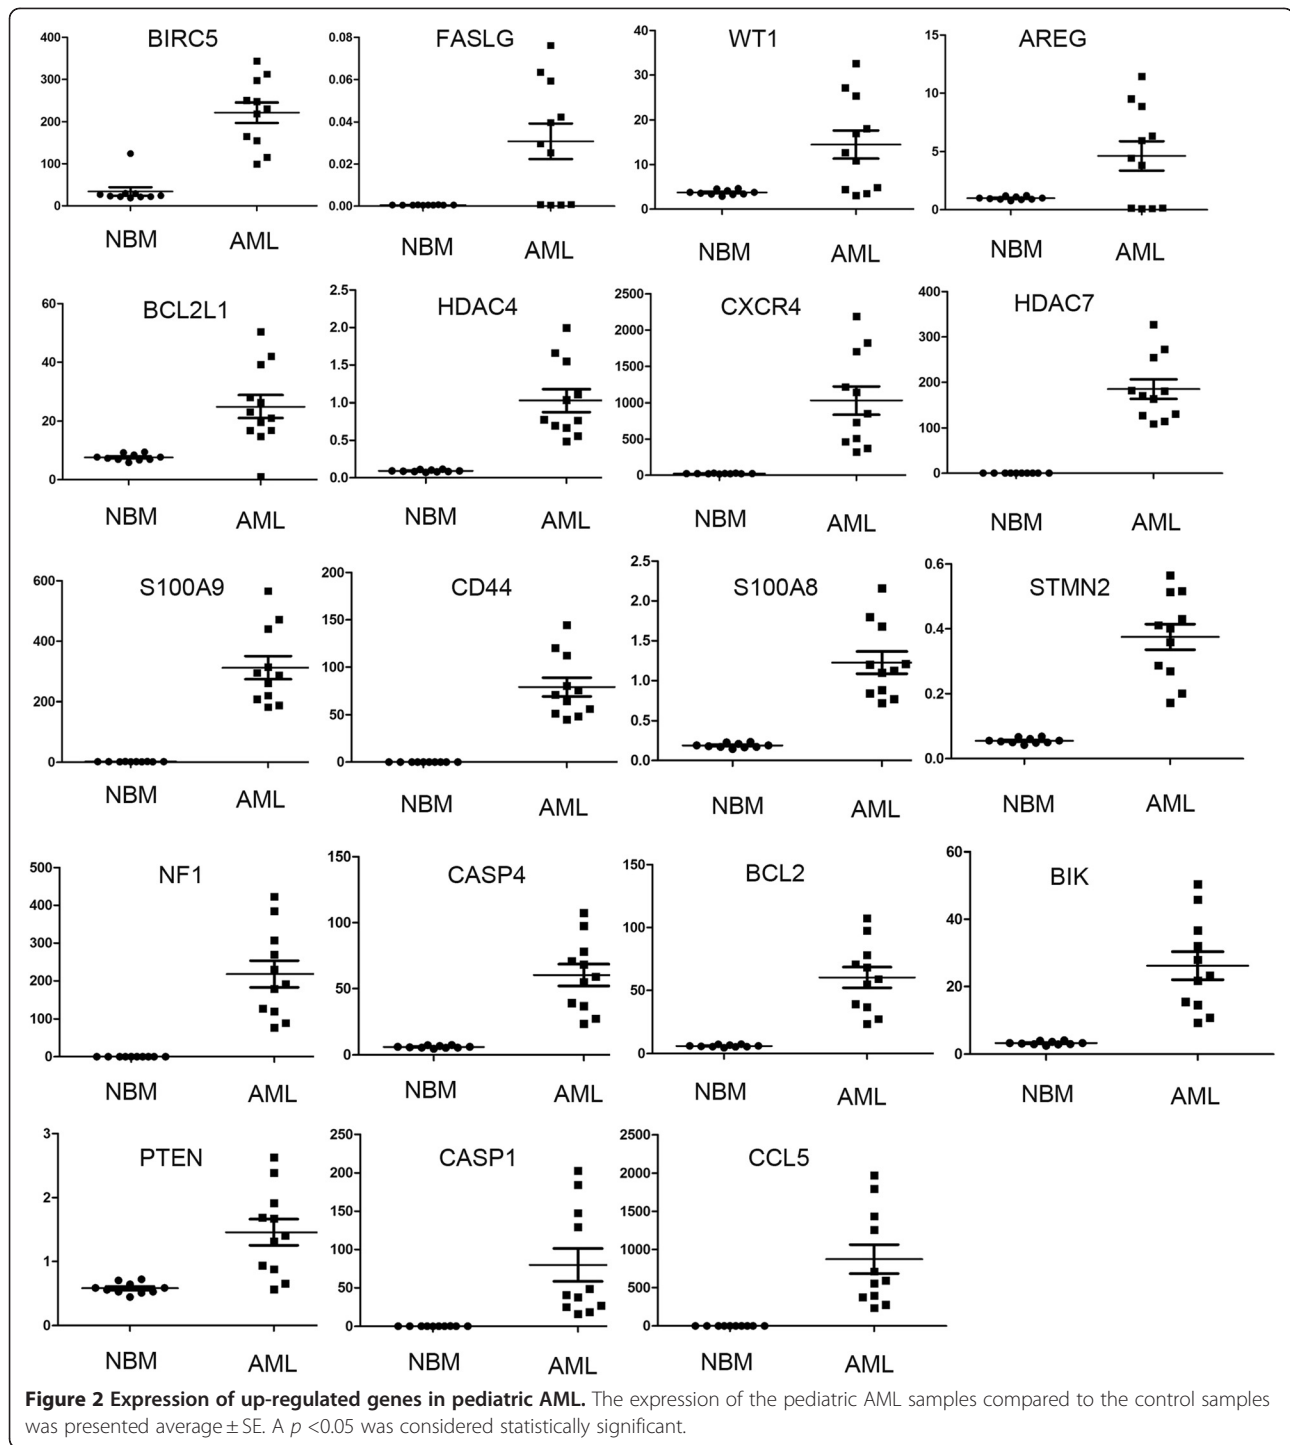 BIRC5 FASLG WT1 AREG
400 300 200 100 0
0.08 0.06 0.04 0.02 0.00
40 30 20 10 0
15 10 5 0
NBM AML NBM AML NBM AML NBM AML
BCL2L1 HDAC4 CXCR4 HDAC7
60 40 20 0
2.5 2.0 1.5 1.0 0.5 0.0
2500 2000 1500 1000 500 0
400 300 200 100 0
NBM AML NBM AML NBM AML NBM AML
S100A9 CD44 S100A8 STMN2
600 400 200 0
200 150 100 50 0
2.5 2.0 1.5 1.0 0.5 0.0
0.6 0.4 0.2 0.0
NBM AML NBM AML NBM AML NBM AML
NF1 CASP4 BCL2 BIK
500 400 300 200 100 0
150 100 50 0
150 100 50 0
60 40 20 0
NBM AML NBM AML NBM AML NBM AML
PTEN CASP1 CCL5
3 2 1 0
250 200 150 100 50 0
2500 2000 1500 1000 500 0
NBM AML NBM AML NBM AML
Figure 2 Expression of up-regulated genes in pediatric AML. The expression of the pediatric AML samples compared to the control samples
was presented average ± SE. A p <0.05 was considered statistically significant.